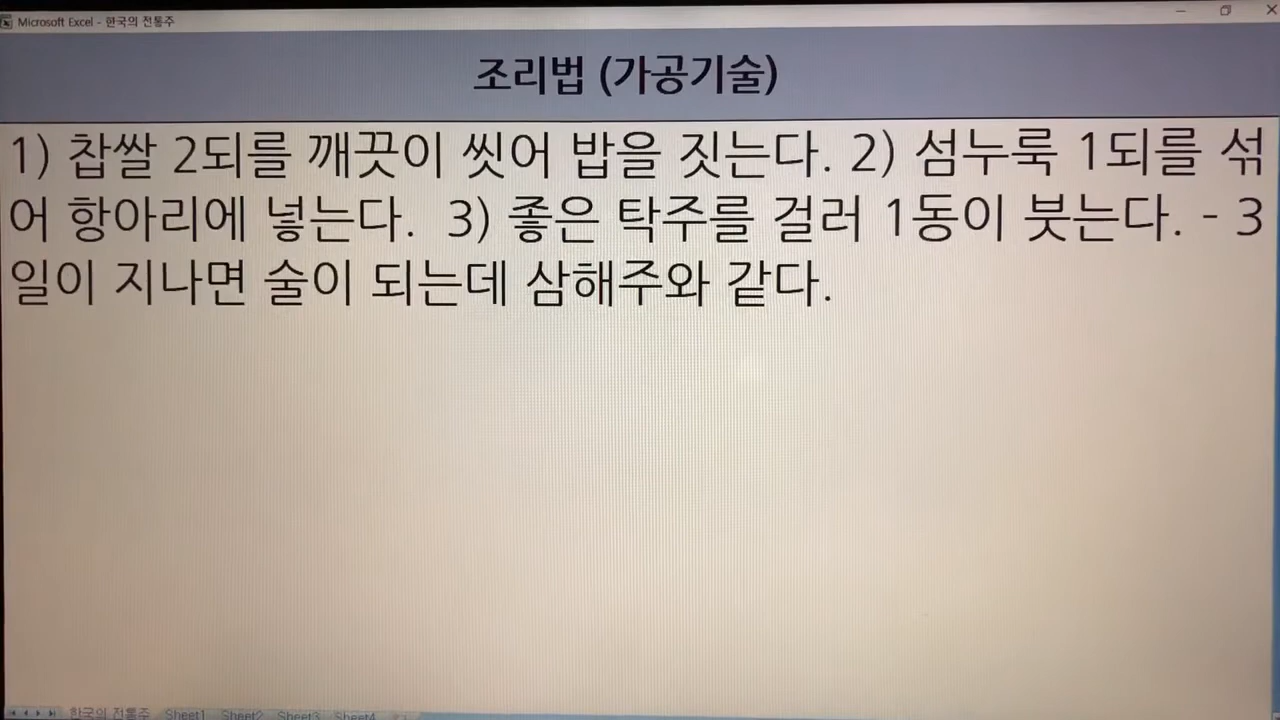 Microsoft Excel - 한국의 전통주
조리법 (가공기술)
1) 찹쌀 2되를 깨끗이 씻어 밥을 짓는다. 2) 섬누룩 1되를 섞
어 항아리에 넣는다. 3) 좋은 탁주를 걸러 1동이 붓는다. - 3
일이 지나면 술이 되는데 삼해주와 같다.
한국의 전통주 Sheet1 Sheet2 Sheet3 Sheet4